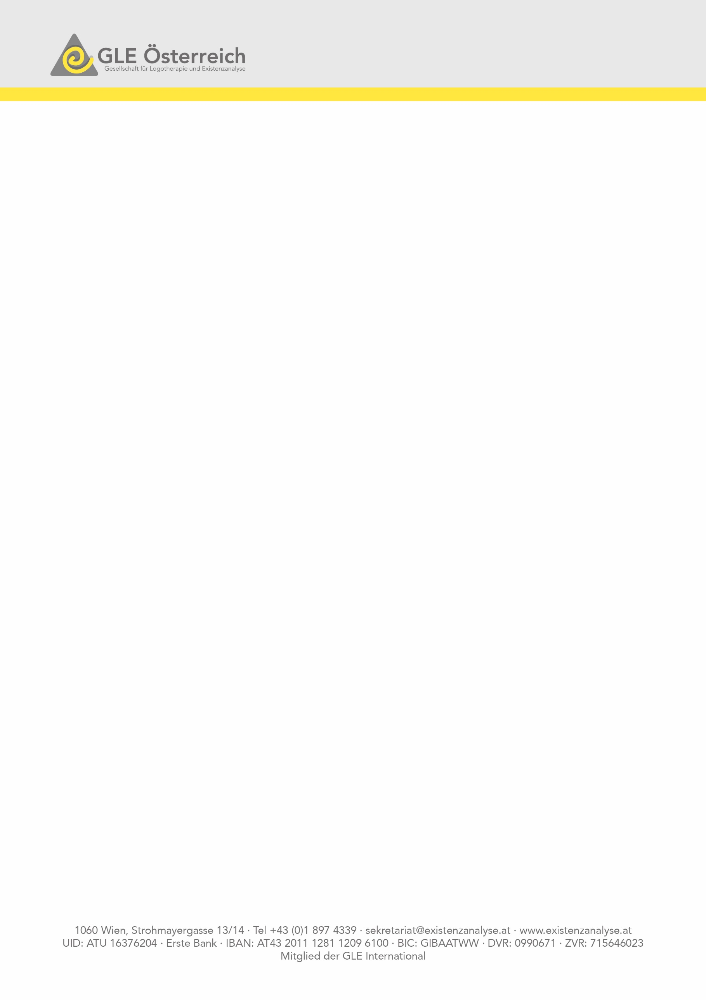 GLE Österreich
Gesellschaft für Logotherapie und Existenzanalyse
1060 Wien, Strohmayergasse 13/14 · Tel +43 (0)1 897 4339 · sekretariat@existenzanalyse.at · www.existenzanalyse.at
UID: ATU 16376204 · Erste Bank · IBAN: AT43 2011 1281 1209 6100 · BIC: GIBAATWW · DVR: 0990671 · ZVR: 715646023
Mitglied der GLE International